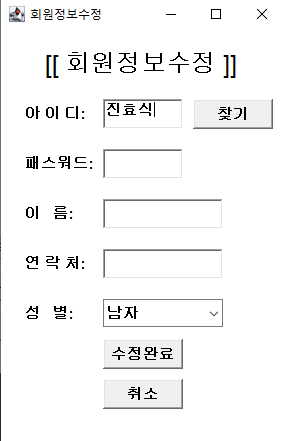 회원정보수정
[[ 회원정보수정 ]]
아 이 디: 진효식 찾기
패스워드:
이 름:
연 락 처:
성 별: 남자
수정완료
취소